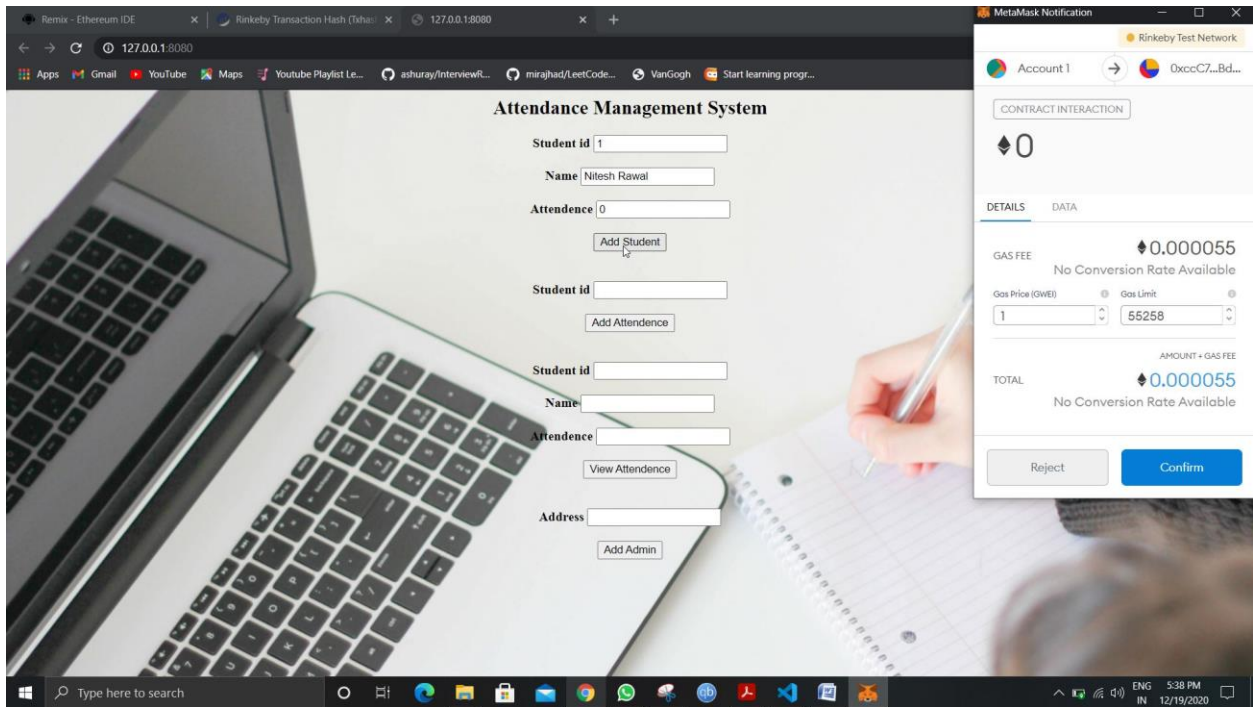 Remix - Ethereum IDE
Rinkeby Transaction Hash (Txhas
127.0.0.1:8080
MetaMask Notification
127.0.0.1:8080
Rinkeby Test Network
Apps
Gmail
YouTube
Maps
Youtube Playlist Le...
ashuray/InterviewR...
mirajhad/LeetCode...
VanGogh
Start learning progr...
Account 1
0xccC7...Bd...
Attendance Management System
Student id 1
Name Nitesh Rawal
Attendence 0
Add Student
Student id
Add Attendence
Student id
Name
Attendence
View Attendence
Address
Add Admin
CONTRACT INTERACTION
0
DETAILS DATA
GAS FEE 0.000055
No Conversion Rate Available
Gas Price (GWEI) Gas Limit
1 55258
AMOUNT + GAS FEE
TOTAL 0.000055
No Conversion Rate Available
Reject Confirm
Type here to search
ENG 5:38 PM
IN 12/19/2020